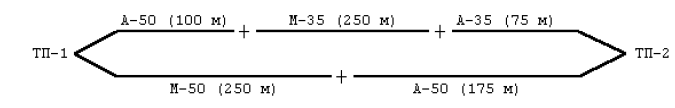 А-50 (100 м) + М-35 (250 м) + А-35 (75 м)
ТП-1 ТП-2
М-50 (250 м) + А-50 (175 м)